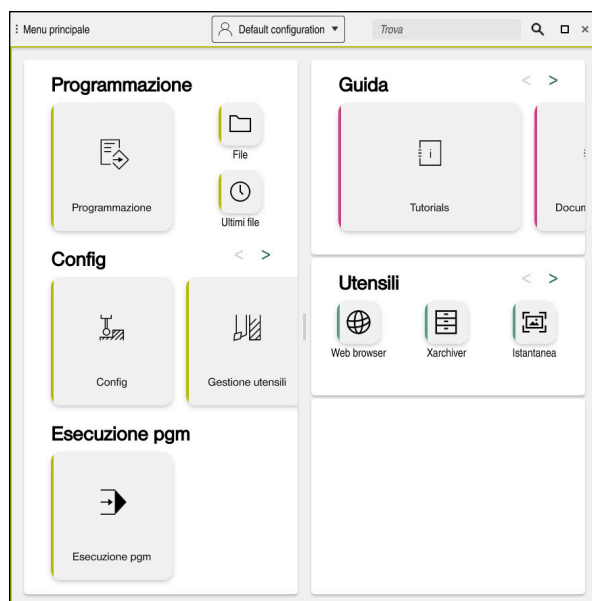 Menu principale
Default configuration
Trova
Programmazione
Programmazione
File
Ultimi file
Config
Config
Gestione utensili
Esecuzione pgm
Esecuzione pgm
Guida
Tutorials
Docum
Utensili
Web browser
Xarchiver
Istantanea